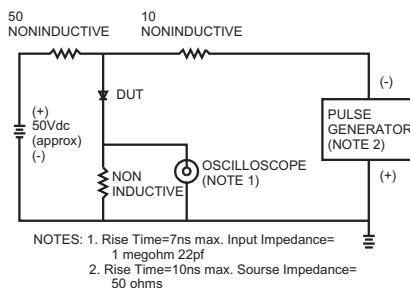 50
NONINDUCTIVE
10
NONINDUCTIVE
(+)
50Vdc
(approx)
(-)
DUT
NON
INDUCTIVE
OSCILLOSCOPE
(NOTE 1)
(-)
PULSE
GENERATOR
(NOTE 2)
(+)
NOTES: 1. Rise Time=7ns max. Input Impedance=
1 megohm 22pf
2. Rise Time=10ns max. Sourse Impedance=
50 ohms